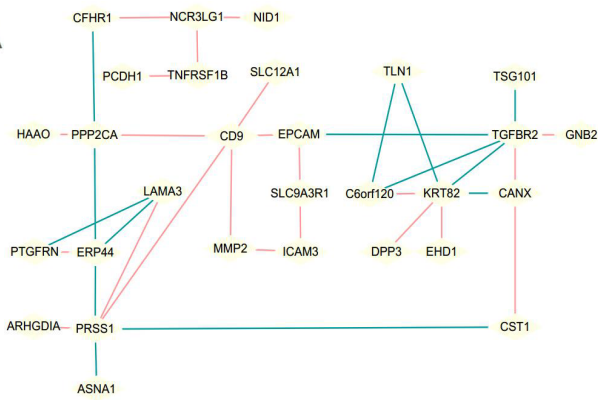 CFHR1 NCR3LG1 NID1
PCDH1 TNFRSF1B SLC12A1 TLN1 TSG101
HAAO PPP2CA CD9 EPCAM TGFBR2 GNB2
LAMA3 SLC9A3R1 C6orf120 KRT82 CANX
PTGFRN ERP44 MMP2 ICAM3 DPP3 EHD1
ARHGDIA PRSS1 CST1
ASNA1